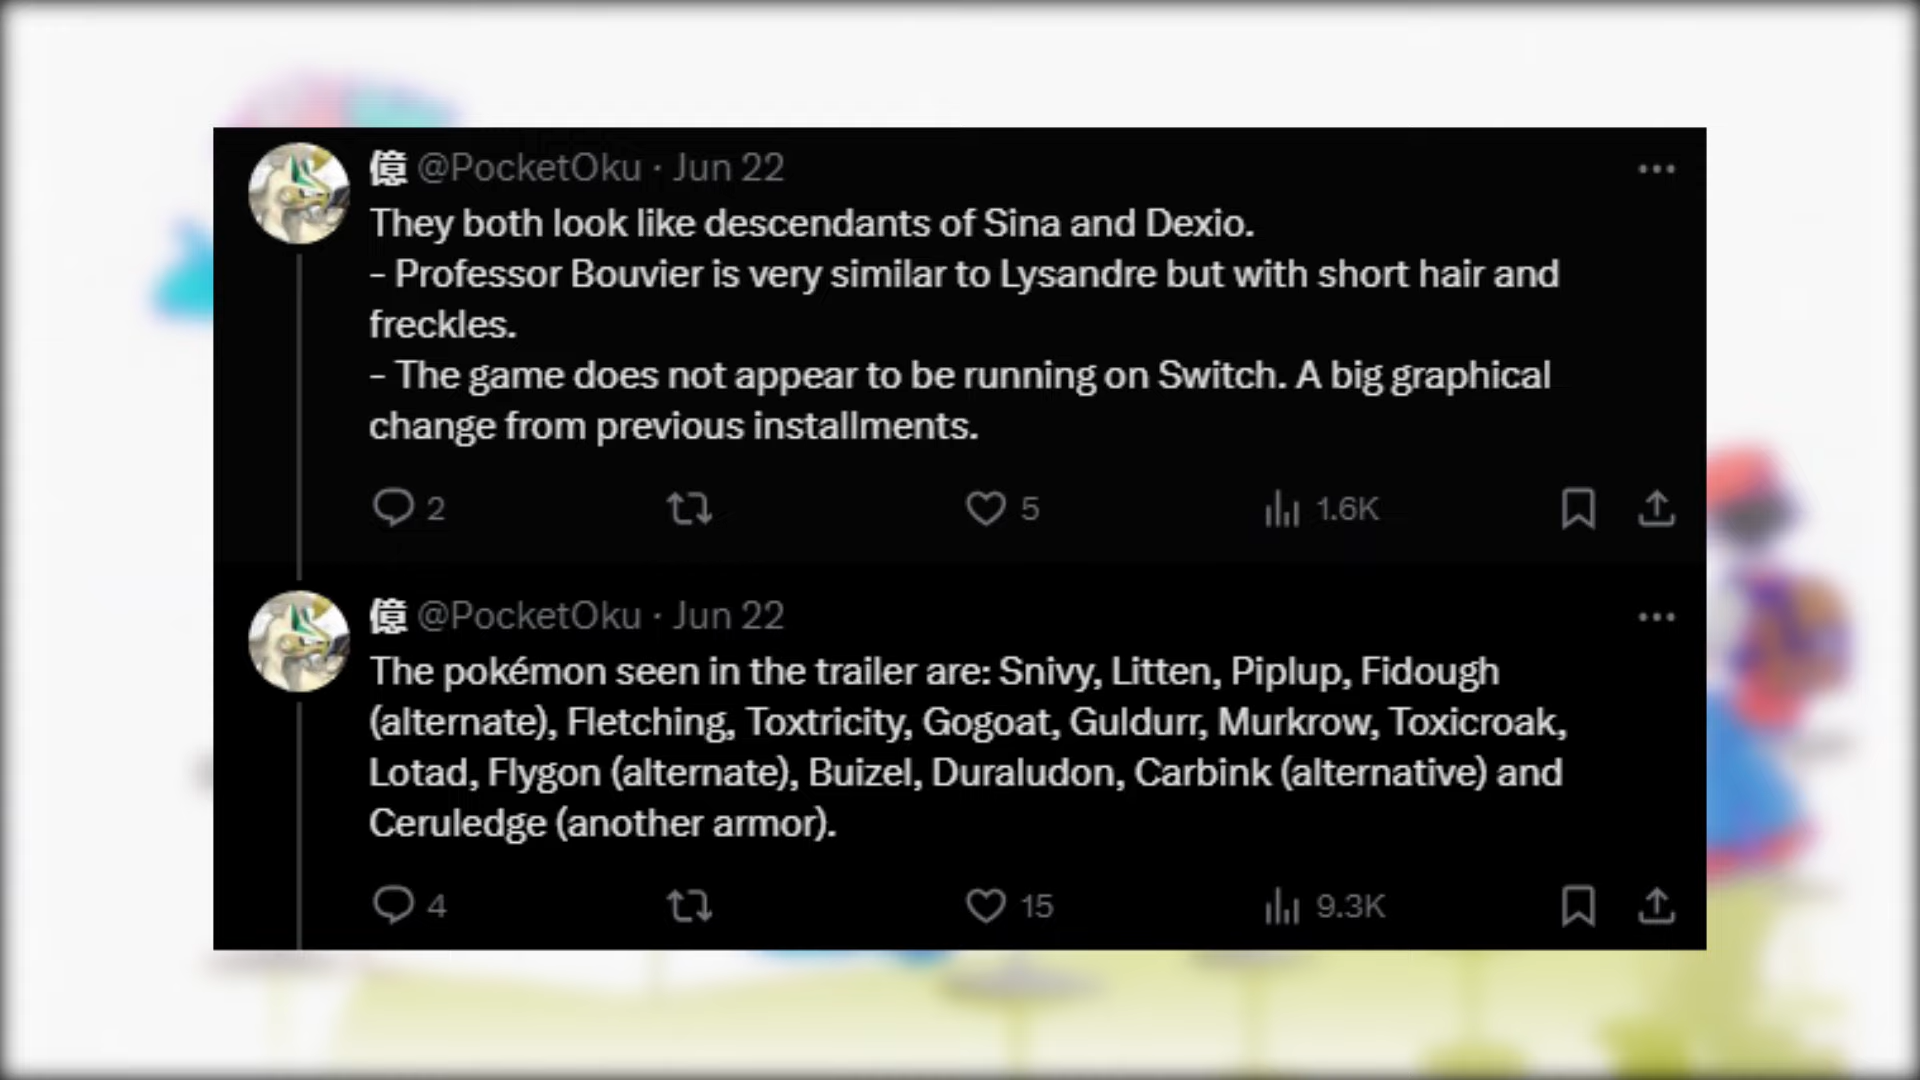 億 @PocketOku · Jun 22
They both look like descendants of Sina and Dexio.
- Professor Bouvier is very similar to Lysandre but with short hair and
freckles.
- The game does not appear to be running on Switch. A big graphical
change from previous installments.
2 5 1.6K
億 @PocketOku · Jun 22
The pokémon seen in the trailer are: Snivy, Litten, Piplup, Fidough
(alternate), Fletching, Toxtricity, Gogoat, Guldurr, Murkrow, Toxicroak,
Lotad, Flygon (alternate), Buizel, Duraludon, Carbink (alternative) and
Ceruledge (another armor).
4 15 9.3K